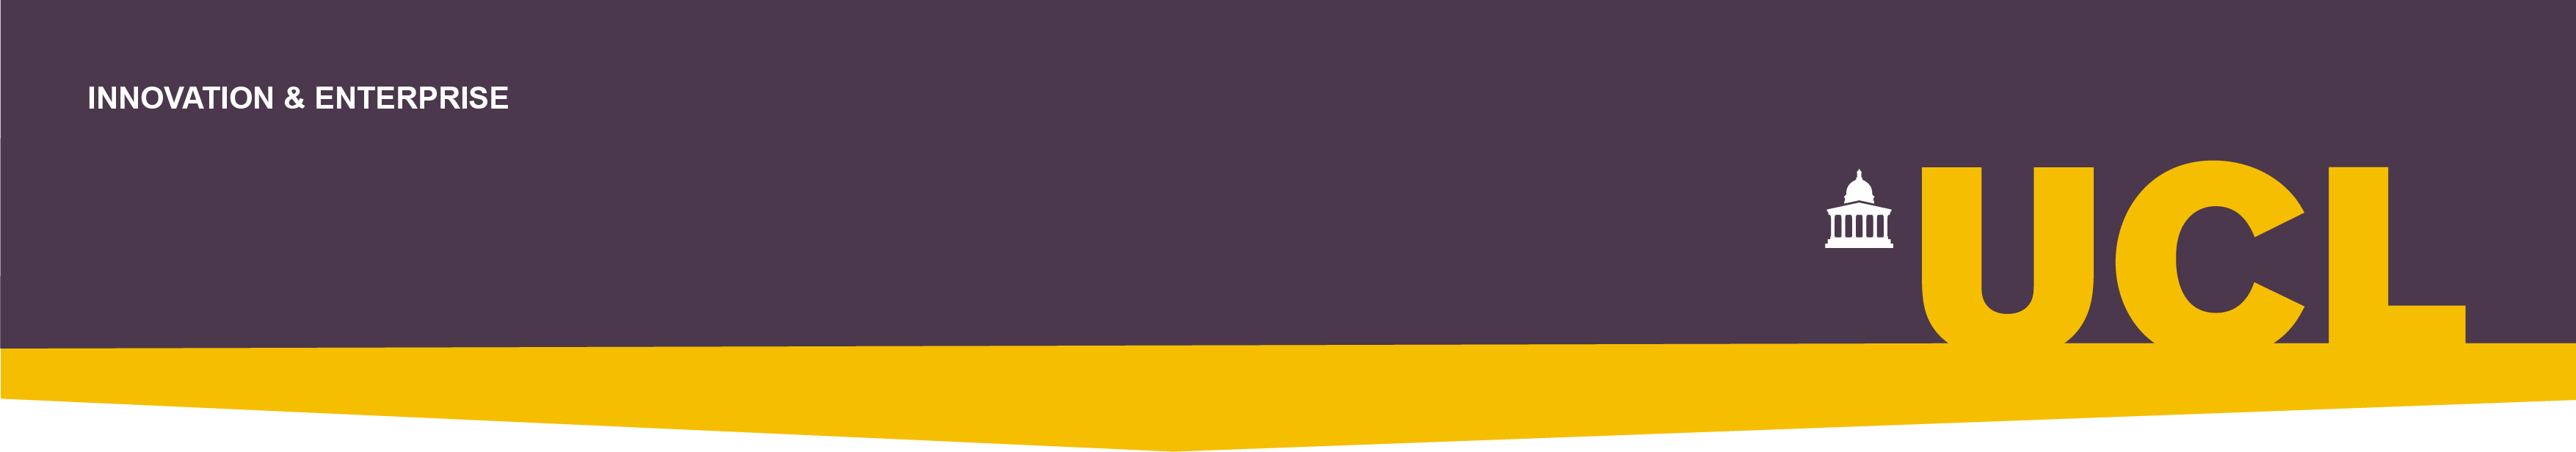 INNOVATION & ENTERPRISE
UCL